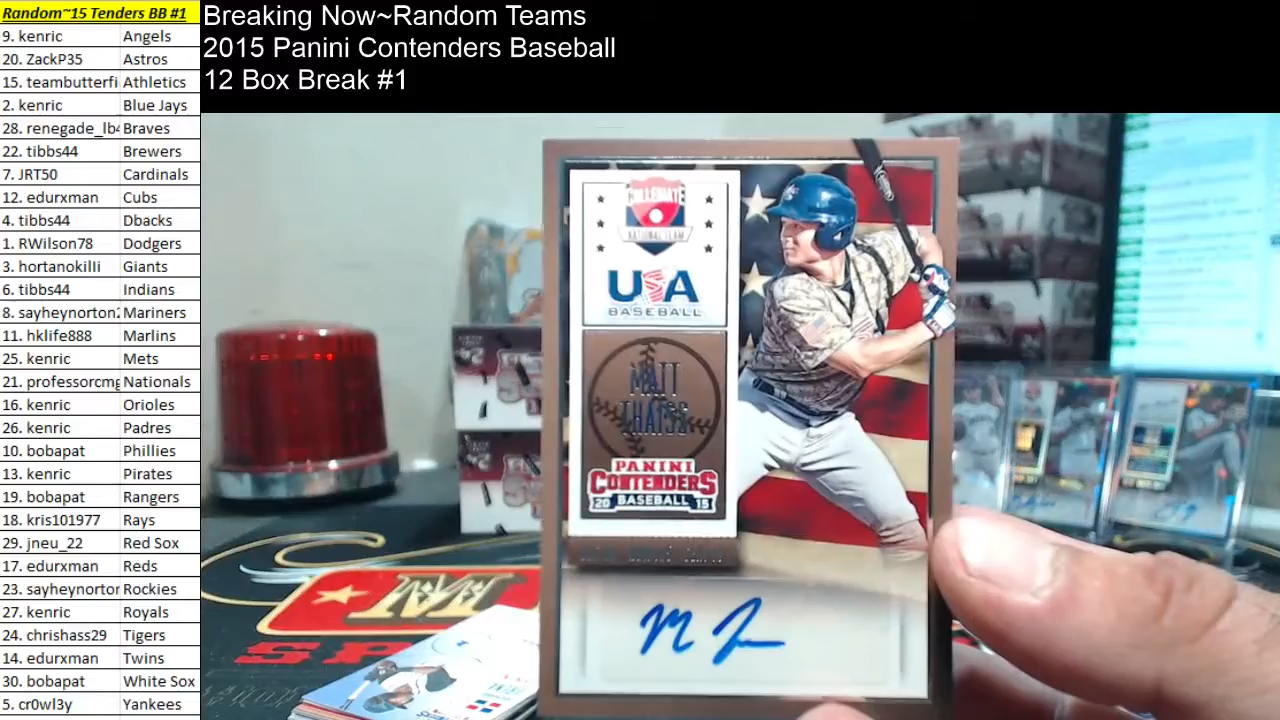 Random~15 Tenders BB #1
9. kenric Angels
20. ZackP35 Astros
15. teambutterfi Athletics
2. kenric Blue Jays
28. renegade_lb4 Braves
22. tibbs44 Brewers
7. JRT50 Cardinals
12. edurxman Cubs
4. tibbs44 Dbacks
1. RWilson78 Dodgers
3. hortanokilli Giants
6. tibbs44 Indians
8. sayheynorton2 Mariners
11. hklife888 Marlins
25. kenric Mets
21. professorcmg Nationals
16. kenric Orioles
26. kenric Padres
10. bobapat Phillies
13. kenric Pirates
19. bobapat Rangers
18. kris101977 Rays
29. jneu_22 Red Sox
17. edurxman Reds
23. sayheynorton Rockies
27. kenric Royals
24. chrishass29 Tigers
14. edurxman Twins
30. bobapat White Sox
5. cr0wl3y Yankees
Breaking Now~Random Teams
2015 Panini Contenders Baseball
12 Box Break #1
COLLEGIATE
NATIONAL TEAM
USA
BASEBALL
MATT
THAISS
PANINI
CONTENDERS
20 BASEBALL 15